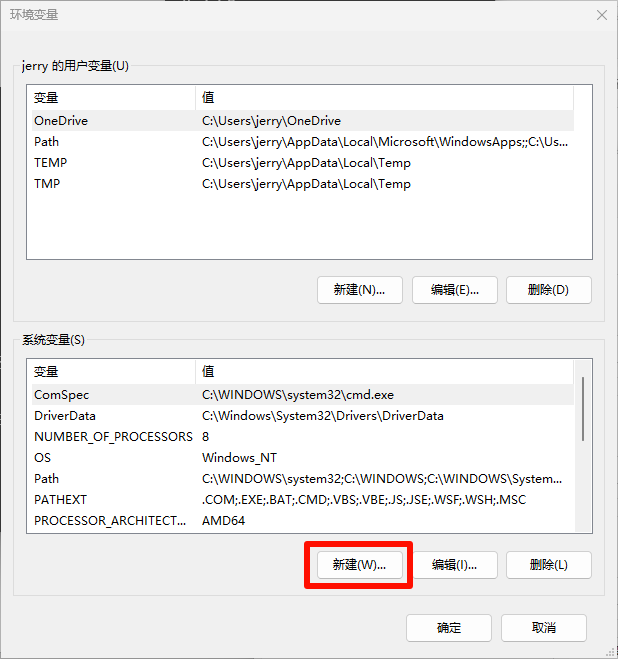 环境变量
jerry 的用户变量(U)
变量 值
OneDrive C:\Users\jerry\OneDrive
Path C:\Users\jerry\AppData\Local\Microsoft\WindowsApps;;C:\Us...
TEMP C:\Users\jerry\AppData\Local\Temp
TMP C:\Users\jerry\AppData\Local\Temp
新建(N)... 编辑(E)... 删除(D)
系统变量(S)
变量 值
ComSpec C:\WINDOWS\system32\cmd.exe
DriverData C:\Windows\System32\Drivers\DriverData
NUMBER_OF_PROCESSORS 8
OS Windows_NT
Path C:\WINDOWS\system32;C:\WINDOWS;C:\WINDOWS\System...
PATHEXT .COM;.EXE;.BAT;.CMD;.VBS;.VBE;.JS;.JSE;.WSF;.WSH;.MSC
PROCESSOR_ARCHITECT... AMD64
新建(W)... 编辑(I)... 删除(L)
确定 取消